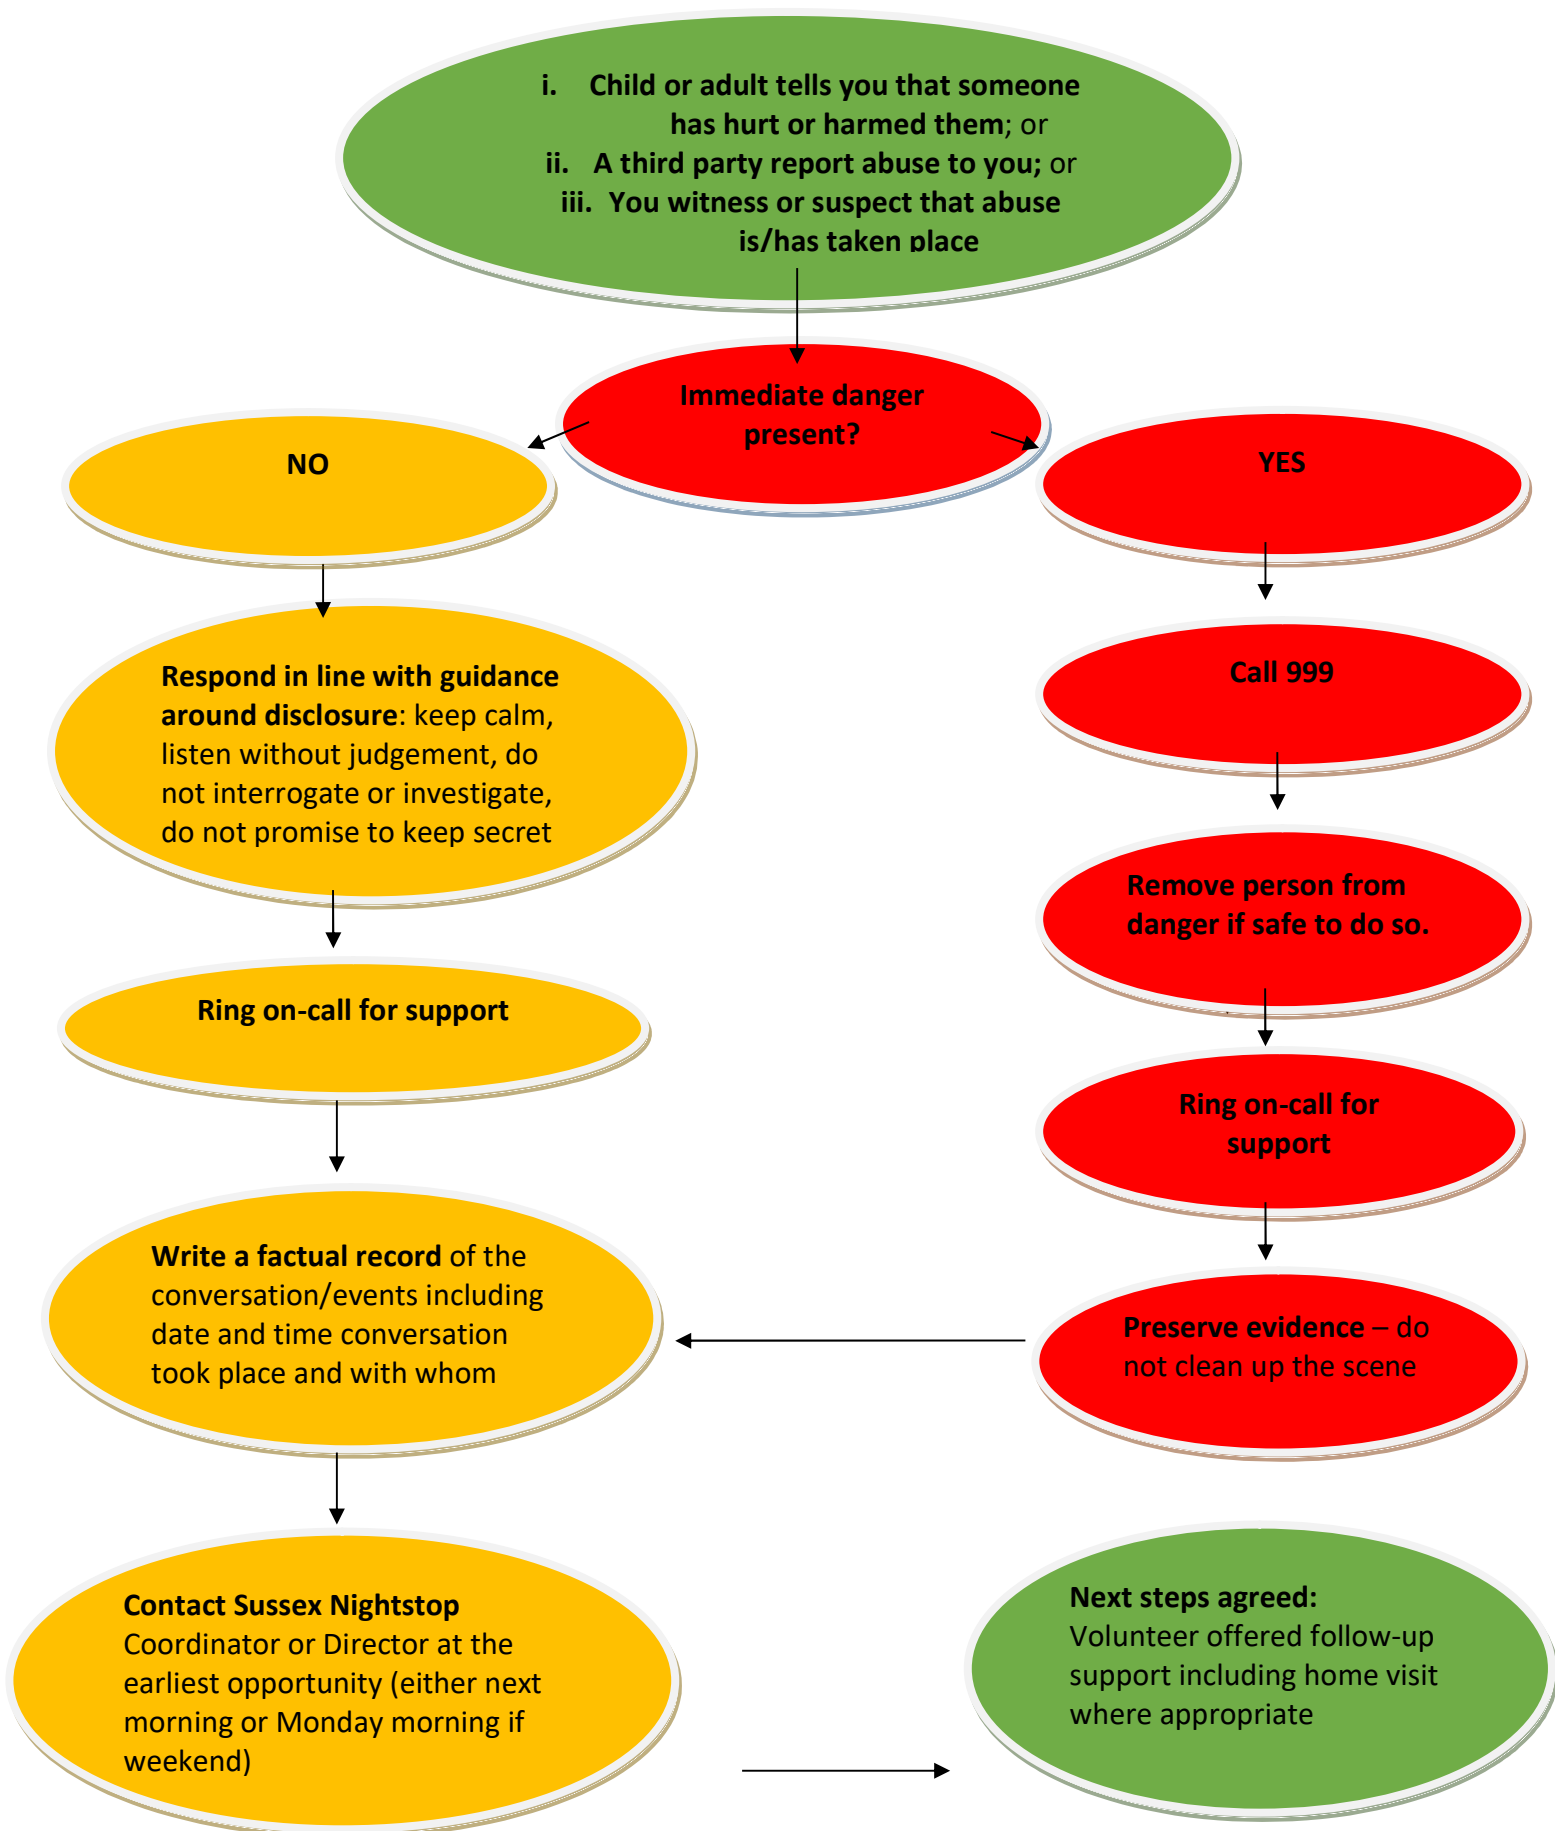 i. Child or adult tells you that someone
has hurt or harmed them; or
ii. A third party report abuse to you; or
iii. You witness or suspect that abuse
is/has taken place
Immediate danger
present?
NO
YES
Respond in line with guidance
around disclosure: keep calm,
listen without judgement, do
not interrogate or investigate,
do not promise to keep secret
Call 999
Remove person from
danger if safe to do so.
Ring on-call for support
Ring on-call for
support
Write a factual record of the
conversation/events including
date and time conversation
took place and with whom
Preserve evidence – do
not clean up the scene
Contact Sussex Nightstop
Coordinator or Director at the
earliest opportunity (either next
morning or Monday morning if
weekend)
Next steps agreed:
Volunteer offered follow-up
support including home visit
where appropriate